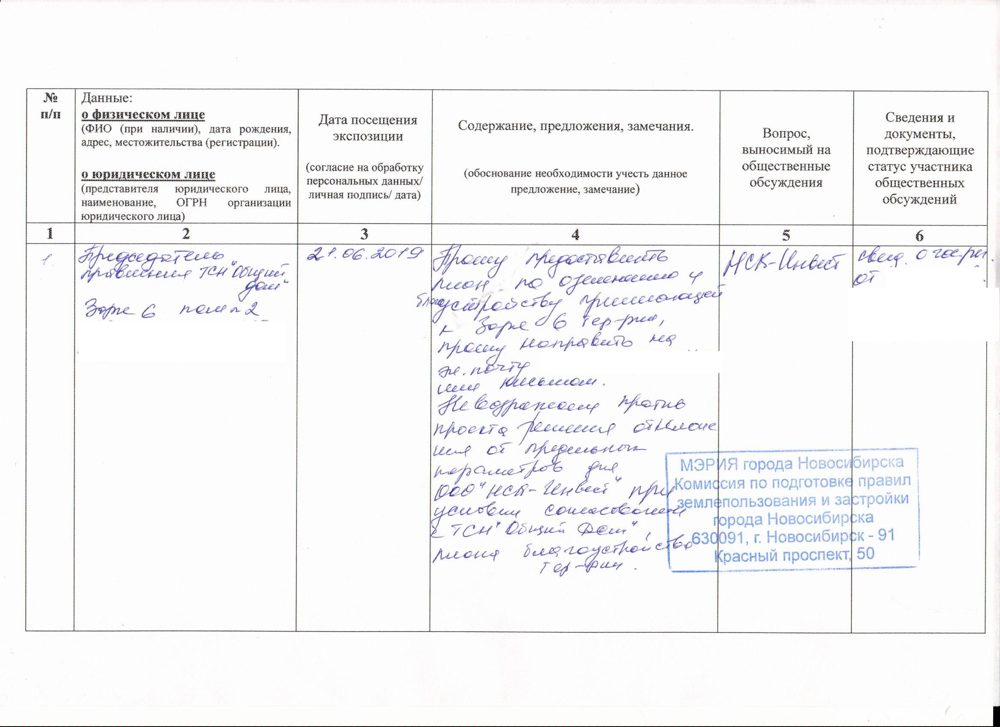 №
п/п
Данные:
о физическом лице
(ФИО (при наличии), дата рождения,
адрес, местожительства (регистрации).
о юридическом лице
(представителя юридического лица,
наименование, ОГРН организации
юридического лица)
Дата посещения
экспозиции
(согласие на обработку
персональных данных/
личная подпись/ дата)
Содержание, предложения, замечания.
(обоснование необходимости учесть данное
предложение, замечание)
Вопрос,
выносимый на
общественные
обсуждения
Сведения и
документы,
подтверждающие
статус участника
общественных
обсуждений
1
2
3
4
5
6
1.
Председатель
правления ТСН "Общий
дом"
Зорге 6 пом 2
21.06.2019
Прошу предоставить
план по озеленению и
благоустройству прилегающей
к Зорге 6 тер-рии,
прошу направить на
эл. почту
или письмом.
Не возражаем против
проекта решения отклоне
ния от предельных
параметров для
ООО "НСК-Инвест" при
условии согласования
с ТСН "Общий Дом",
плана благоустройства
тер-рии.
НСК-Инвест
свид. о гос.рег.
от
МЭРИЯ города Новосибирска
Комиссия по подготовке правил
землепользования и застройки
города Новосибирска
630091, г. Новосибирск - 91
Красный проспект, 50